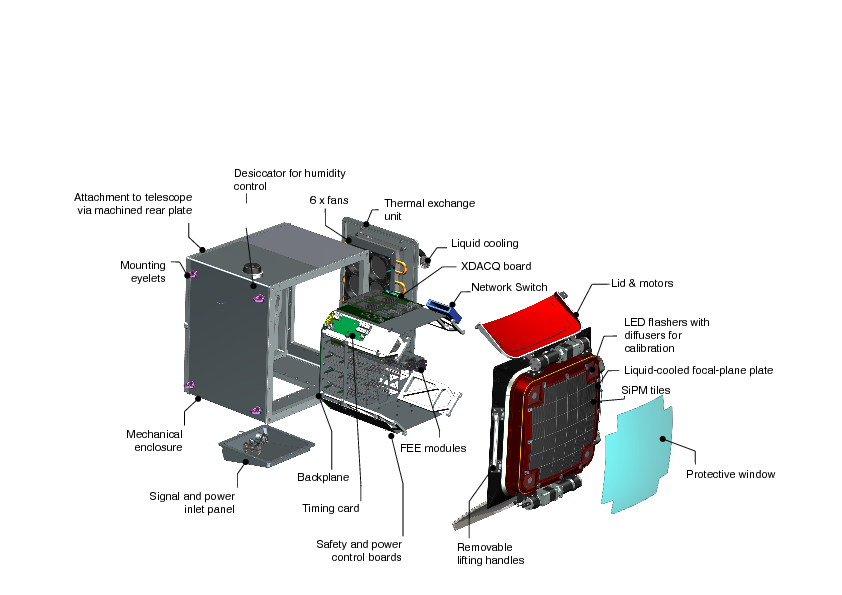 Desiccator for humidity
control
Attachment to telescope
via machined rear plate
6 x fans
Thermal exchange
unit
Liquid cooling
Mounting
eyelets
XDACQ board
Network Switch
Lid & motors
LED flashers with
diffusers for
calibration
Liquid-cooled focal-plane plate
SiPM tiles
Mechanical
enclosure
FEE modules
Backplane
Protective window
Signal and power
inlet panel
Timing card
Safety and power
control boards
Removable
lifting handles